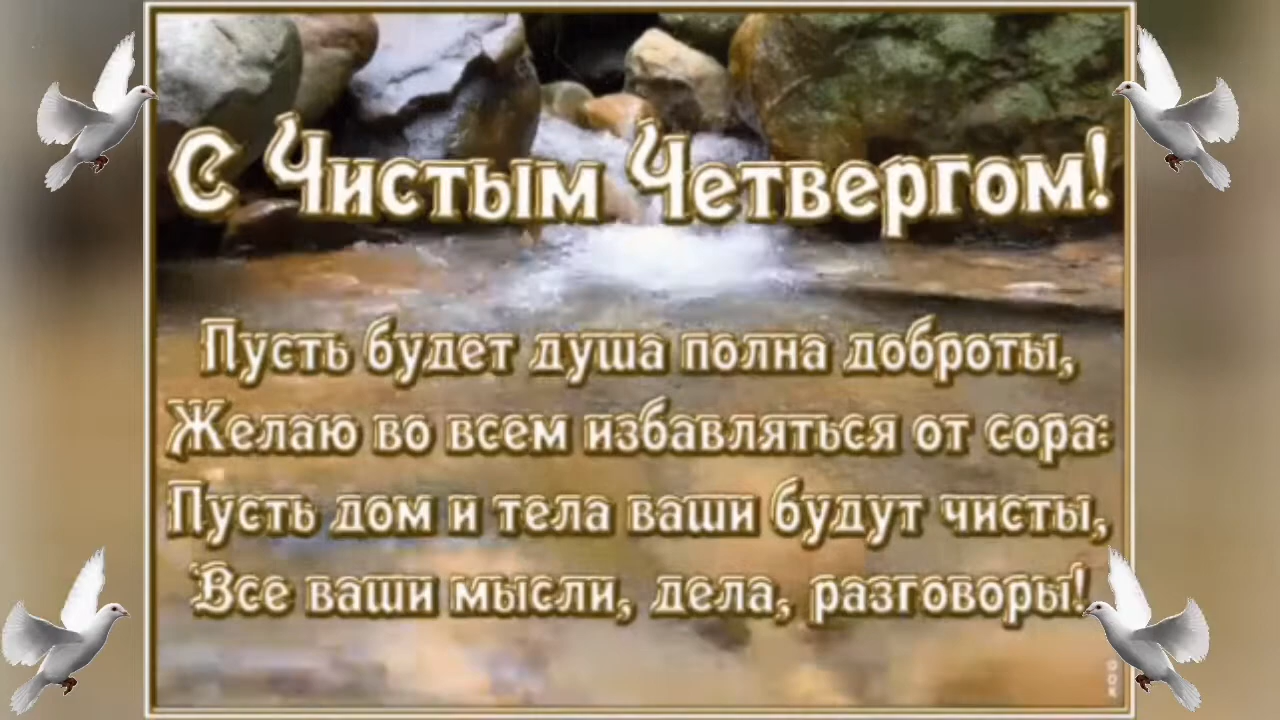 С Чистым Четвергом!
Пусть будет душа полна доброты,
Желаю во всем избавляться от сора:
Пусть дом и тела ваши будут чисты,
Все ваши мысли, дела, разговоры!